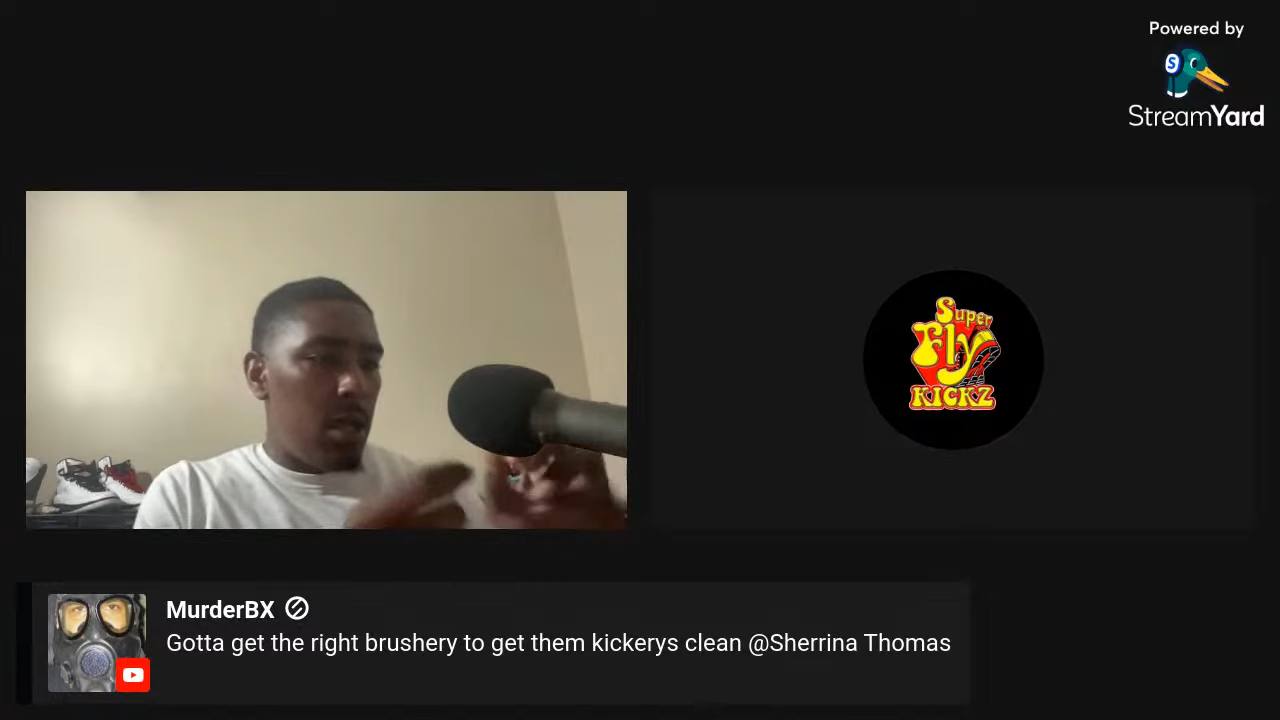 Powered by
S
StreamYard
Super
Fly
KICKZ
MurderBX
Gotta get the right brushery to get them kickerys clean @Sherrina Thomas